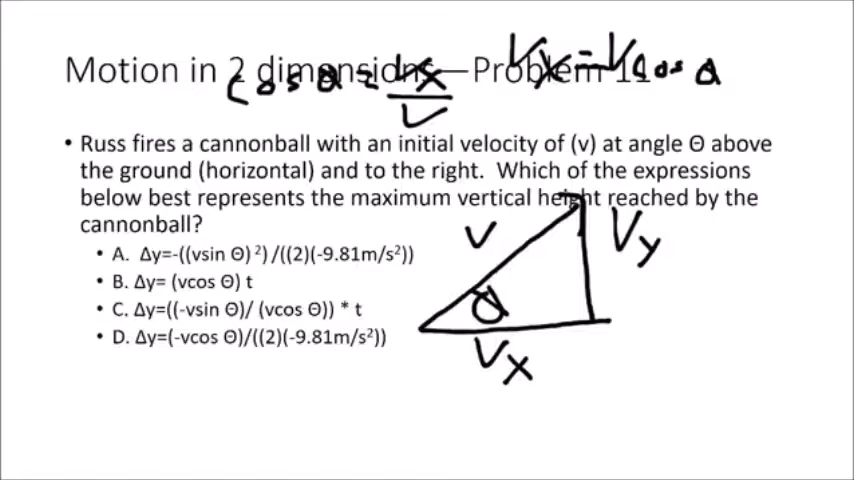 Motion in 2 dimensions—Problem 11
cos θ = Vx/V
Vx = V cos θ
• Russ fires a cannonball with an initial velocity of (v) at angle Θ above
the ground (horizontal) and to the right.  Which of the expressions
below best represents the maximum vertical height reached by the
cannonball?
• A.  Δy=-((vsin Θ)²)/((2)(-9.81m/s²))
• B. Δy= (vcos Θ) t
• C. Δy=((-vsin Θ)/ (vcos Θ)) * t
• D. Δy=(-vcos Θ)/((2)(-9.81m/s²))
V
Vy
θ
Vx